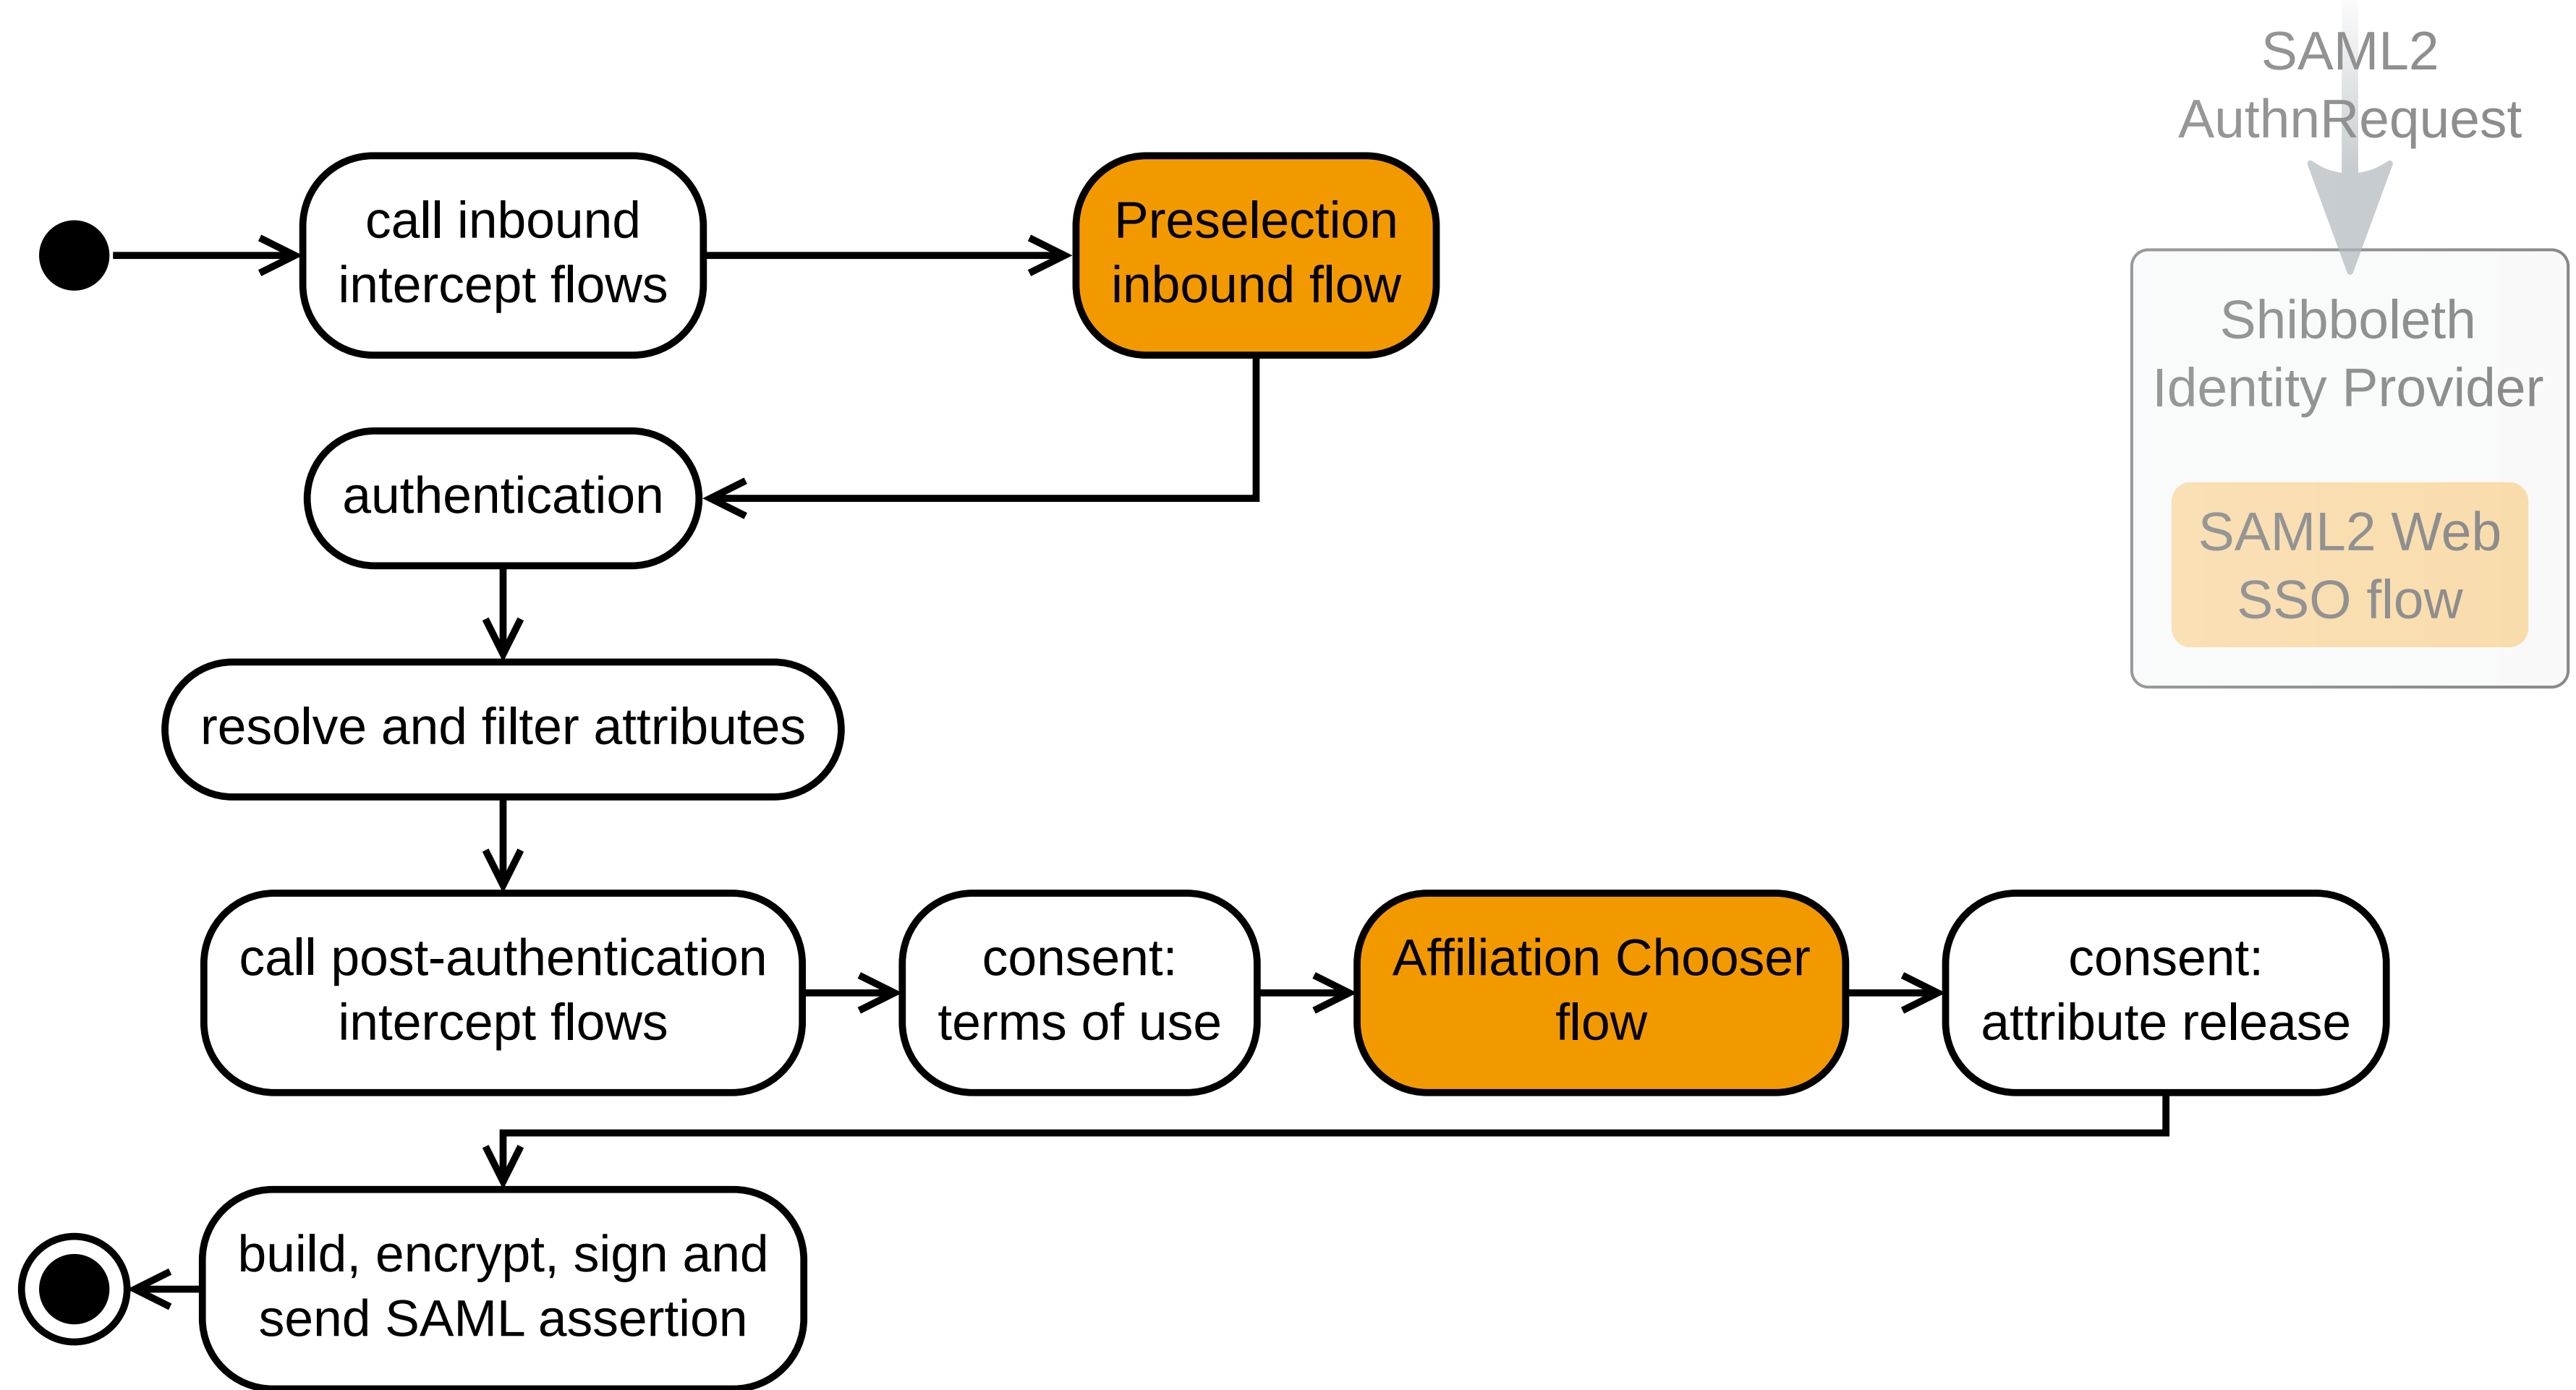 SAML2
AuthnRequest
call inbound
intercept flows
Preselection
inbound flow
Shibboleth
Identity Provider
authentication
SAML2 Web
SSO flow
resolve and filter attributes
call post-authentication
intercept flows
consent:
terms of use
Affiliation Chooser
flow
consent:
attribute release
build, encrypt, sign and
send SAML assertion